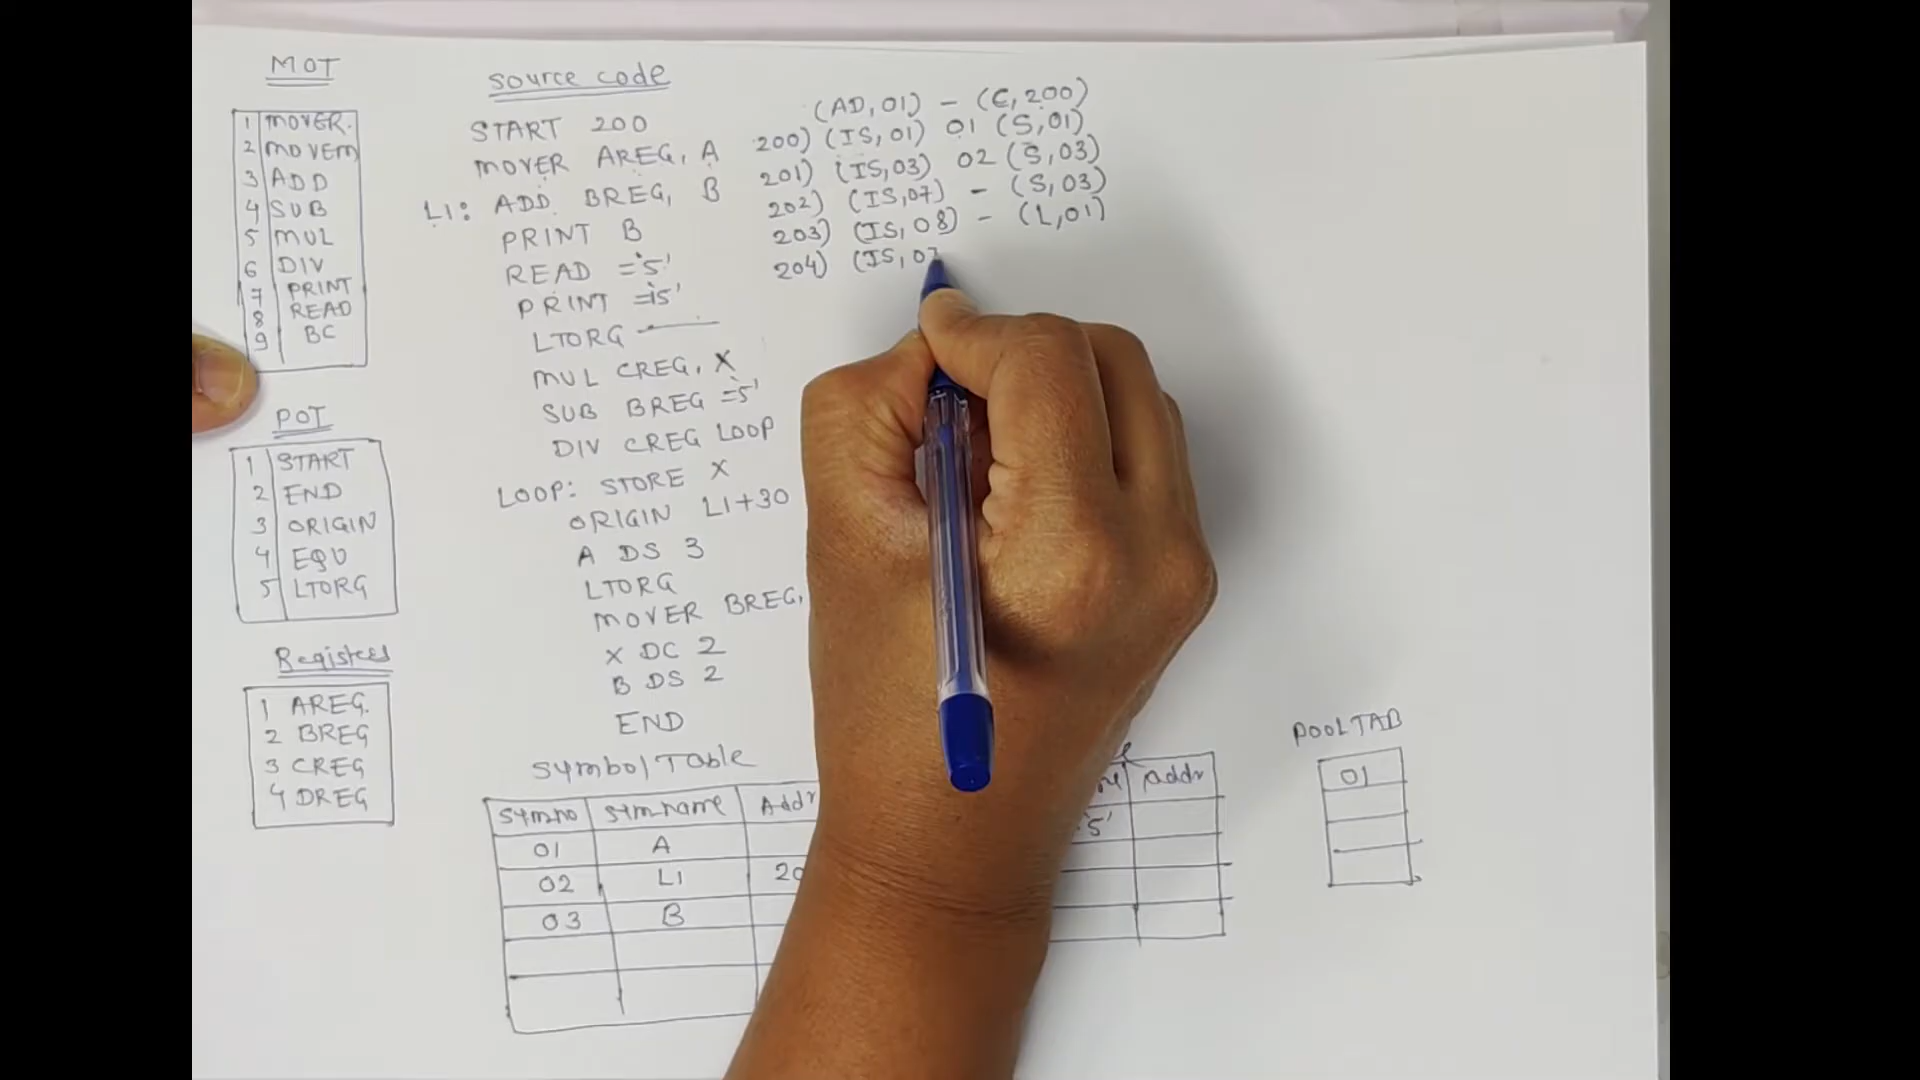 MOT
1 MOVER.
2 MOVEM
3 ADD
4 SUB
5 MUL
6 DIV
7 PRINT
8 READ
9 BC
POT
1 START
2 END
3 ORIGIN
4 EQU
5 LTORG
Registers
1 AREG.
2 BREG
3 CREG
4 DREG
source code
START 200
MOVER AREG, A
L1: ADD BREG, B
PRINT B
READ ='5'
PRINT ='15'
LTORG
MUL CREG, X
SUB BREG ='5'
DIV CREG LOOP
LOOP: STORE X
ORIGIN L1+30
A DS 3
LTORG
MOVER BREG,
X DC 2
B DS 2
END
(AD, 01) - (C, 200)
200) (IS, 01) 01 (S, 01)
201) (IS, 03) 02 (S, 03)
202) (IS, 07) - (S, 03)
203) (IS, 08) - (L, 01)
204) (IS, 07
Symbol Table
Symno Symname Addr
01 A
02 L1
03 B
addr
5'
POOLTAB
01